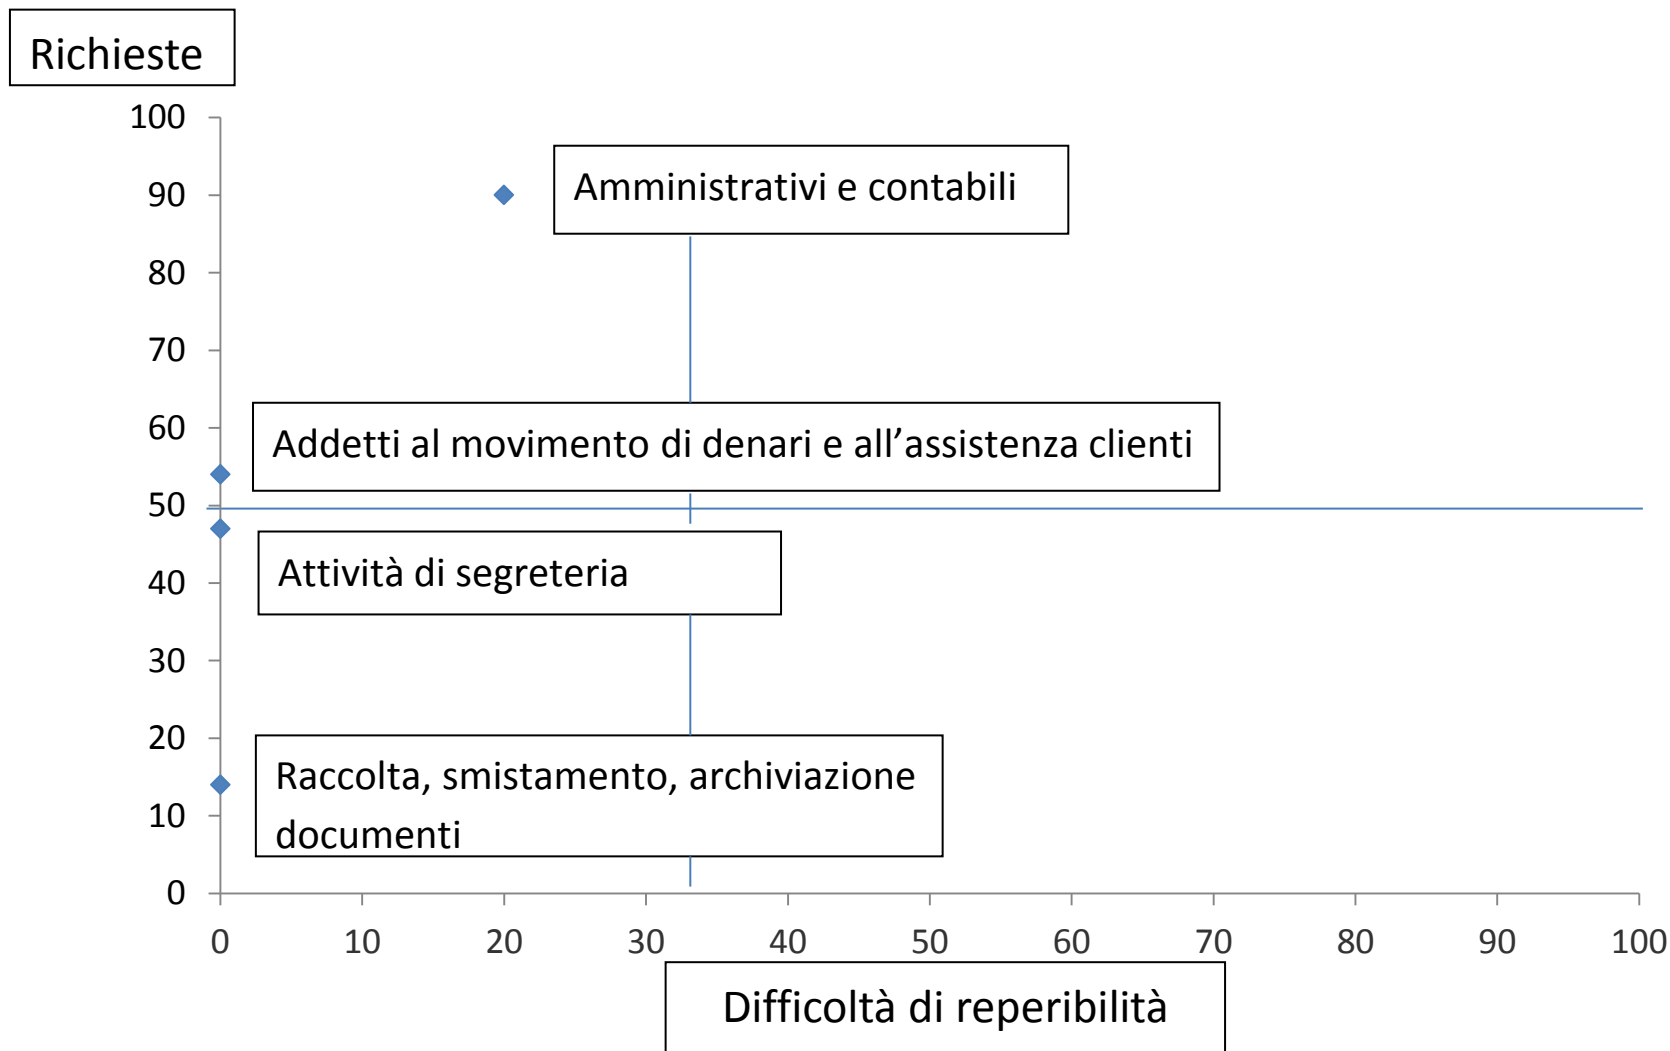 Richieste
100
90
80
70
60
50
40
30
20
10
0
Amministrativi e contabili
Addetti al movimento di denari e all’assistenza clienti
Attività di segreteria
Raccolta, smistamento, archiviazione
documenti
0 10 20 30 40 50 60 70 80 90 100
Difficoltà di reperibilità